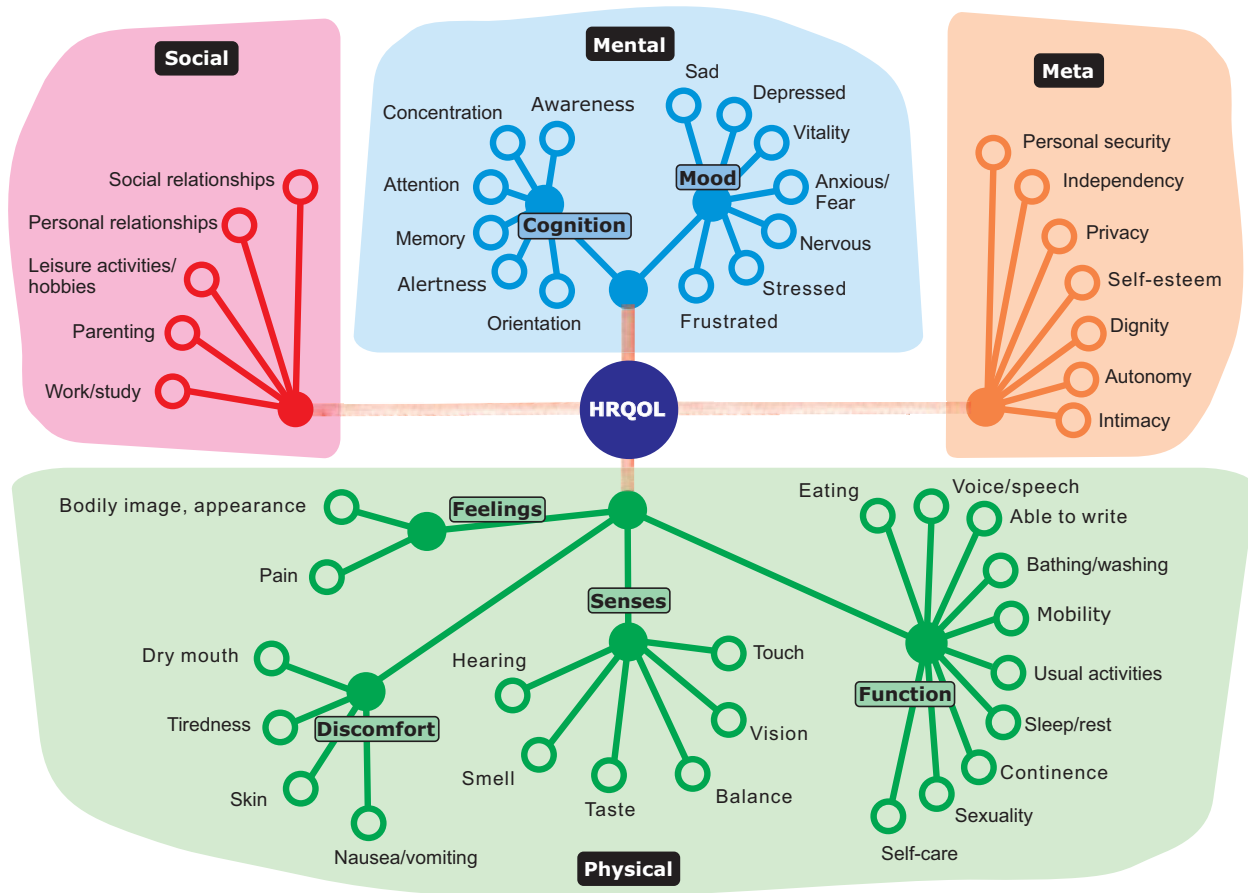 Social
Social relationships
Personal relationships
Leisure activities/
hobbies
Parenting
Work/study
Mental
Concentration
Awareness
Attention
Memory
Alertness
Orientation
Cognition
Sad
Depressed
Vitality
Mood
Anxious/
Fear
Nervous
Stressed
Frustrated
Meta
Personal security
Independency
Privacy
Self-esteem
Dignity
Autonomy
Intimacy
HRQOL
Bodily image, appearance
Feelings
Pain
Dry mouth
Tiredness
Discomfort
Skin
Nausea/vomiting
Senses
Hearing
Smell
Taste
Balance
Vision
Touch
Eating
Voice/speech
Able to write
Bathing/washing
Mobility
Usual activities
Function
Sleep/rest
Continence
Sexuality
Self-care
Physical